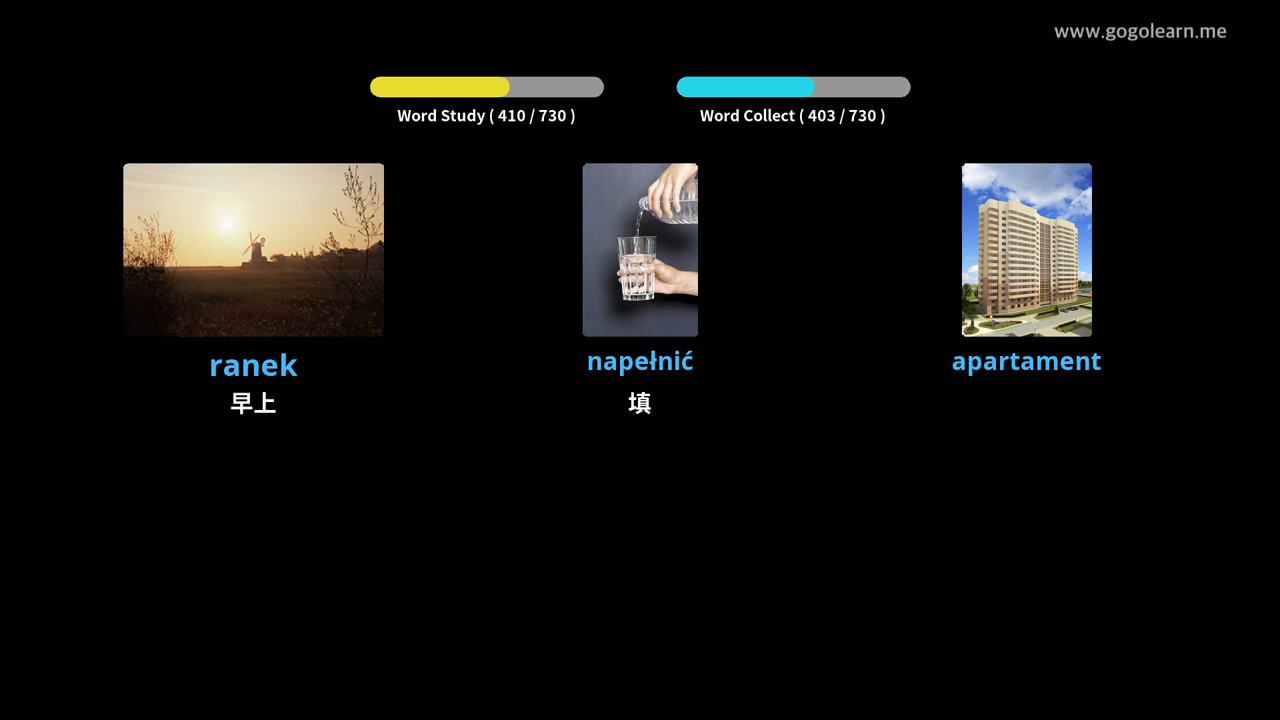 www.gogolearn.me
Word Study ( 410 / 730 )
Word Collect ( 403 / 730 )
ranek
napełnić
apartament
早上
填